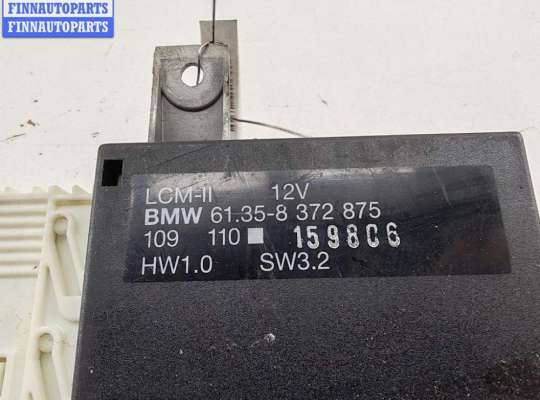 FINNAUTOPARTS
FINNAUTOPARTS
LCM-II 12V
BMW 61.35-8 372 875
109 110 159806
HW1.0 SW3.2